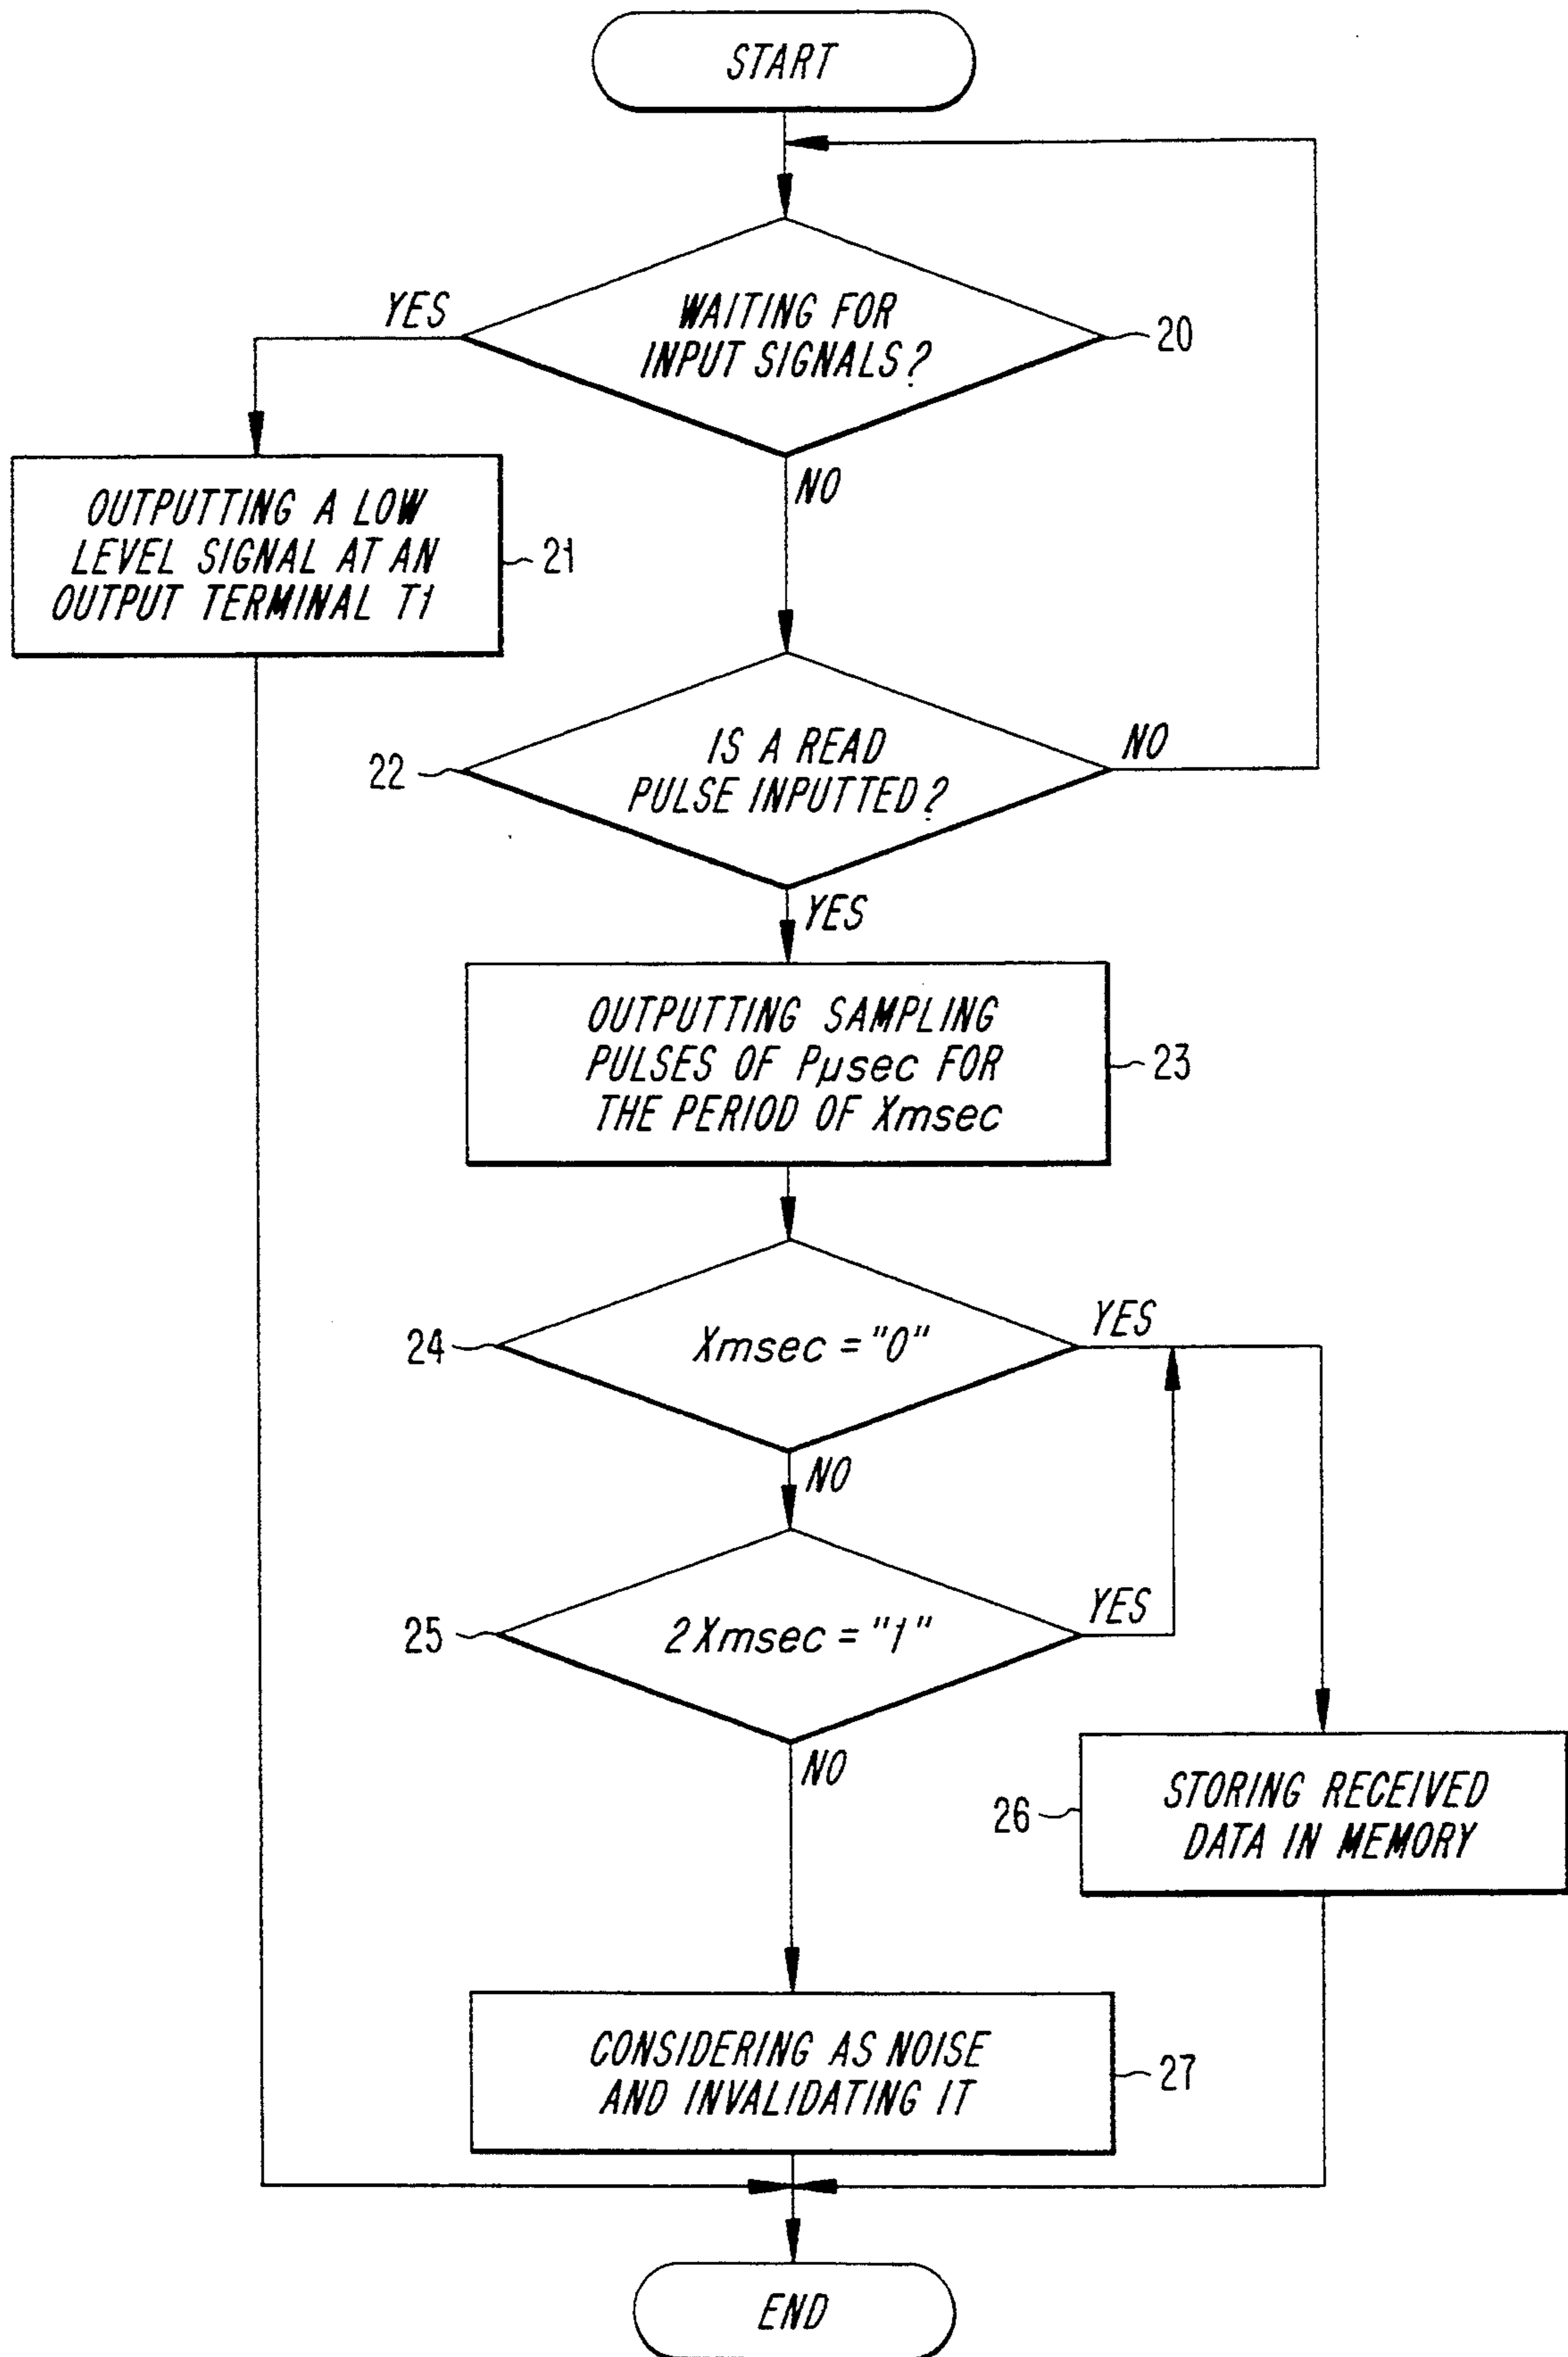 START
WAITING FOR
INPUT SIGNALS?
YES
20
NO
OUTPUTTING A LOW
LEVEL SIGNAL AT AN
OUTPUT TERMINAL T1
21
IS A READ
PULSE INPUTTED?
22
NO
YES
OUTPUTTING SAMPLING
PULSES OF Pµsec FOR
THE PERIOD OF Xmsec
23
Xmsec = "0"
24
YES
NO
2Xmsec = "1"
25
YES
NO
STORING RECEIVED
DATA IN MEMORY
26
CONSIDERING AS NOISE
AND INVALIDATING IT
27
END